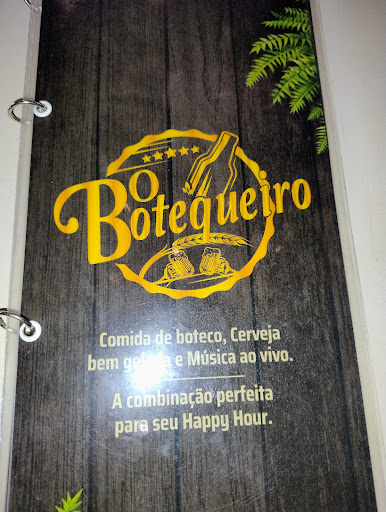 O
Botequeiro
Comida de boteco, Cerveja
bem gelada e Música ao vivo.
A combinação perfeita
para seu Happy Hour.